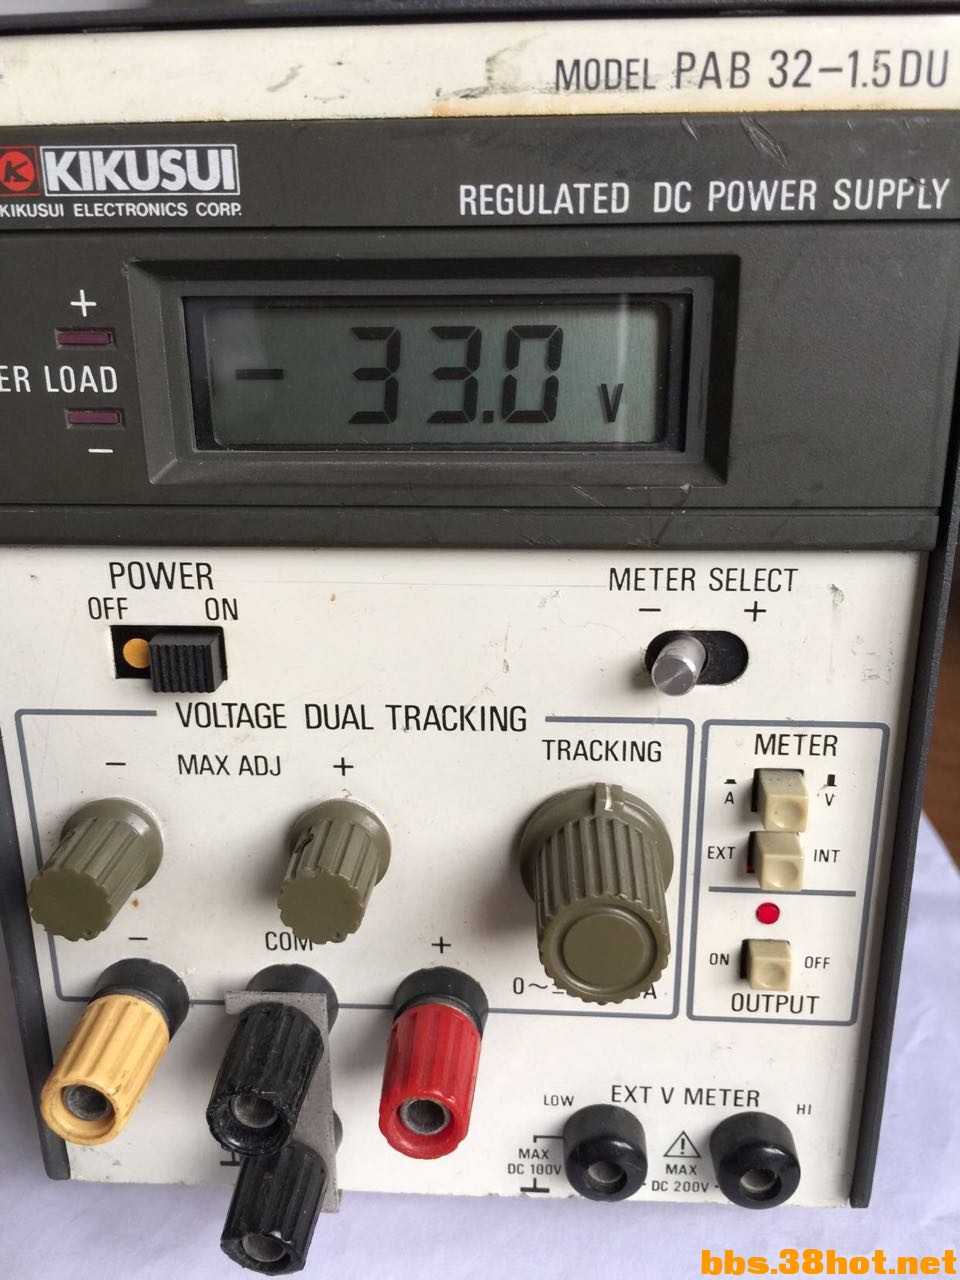 MODEL PAB 32-1.5DU
K KIKUSUI
KIKUSUI ELECTRONICS CORP.
REGULATED DC POWER SUPPLY
+
LOAD
−
- 33.0 V
POWER
OFF ON
METER SELECT
− +
VOLTAGE DUAL TRACKING
− MAX ADJ +
TRACKING
METER
A V
EXT INT
− COM +
ON OFF
OUTPUT
LOW EXT V METER HI
MAX
DC 100V
MAX
DC 200V
bbs.38hot.net